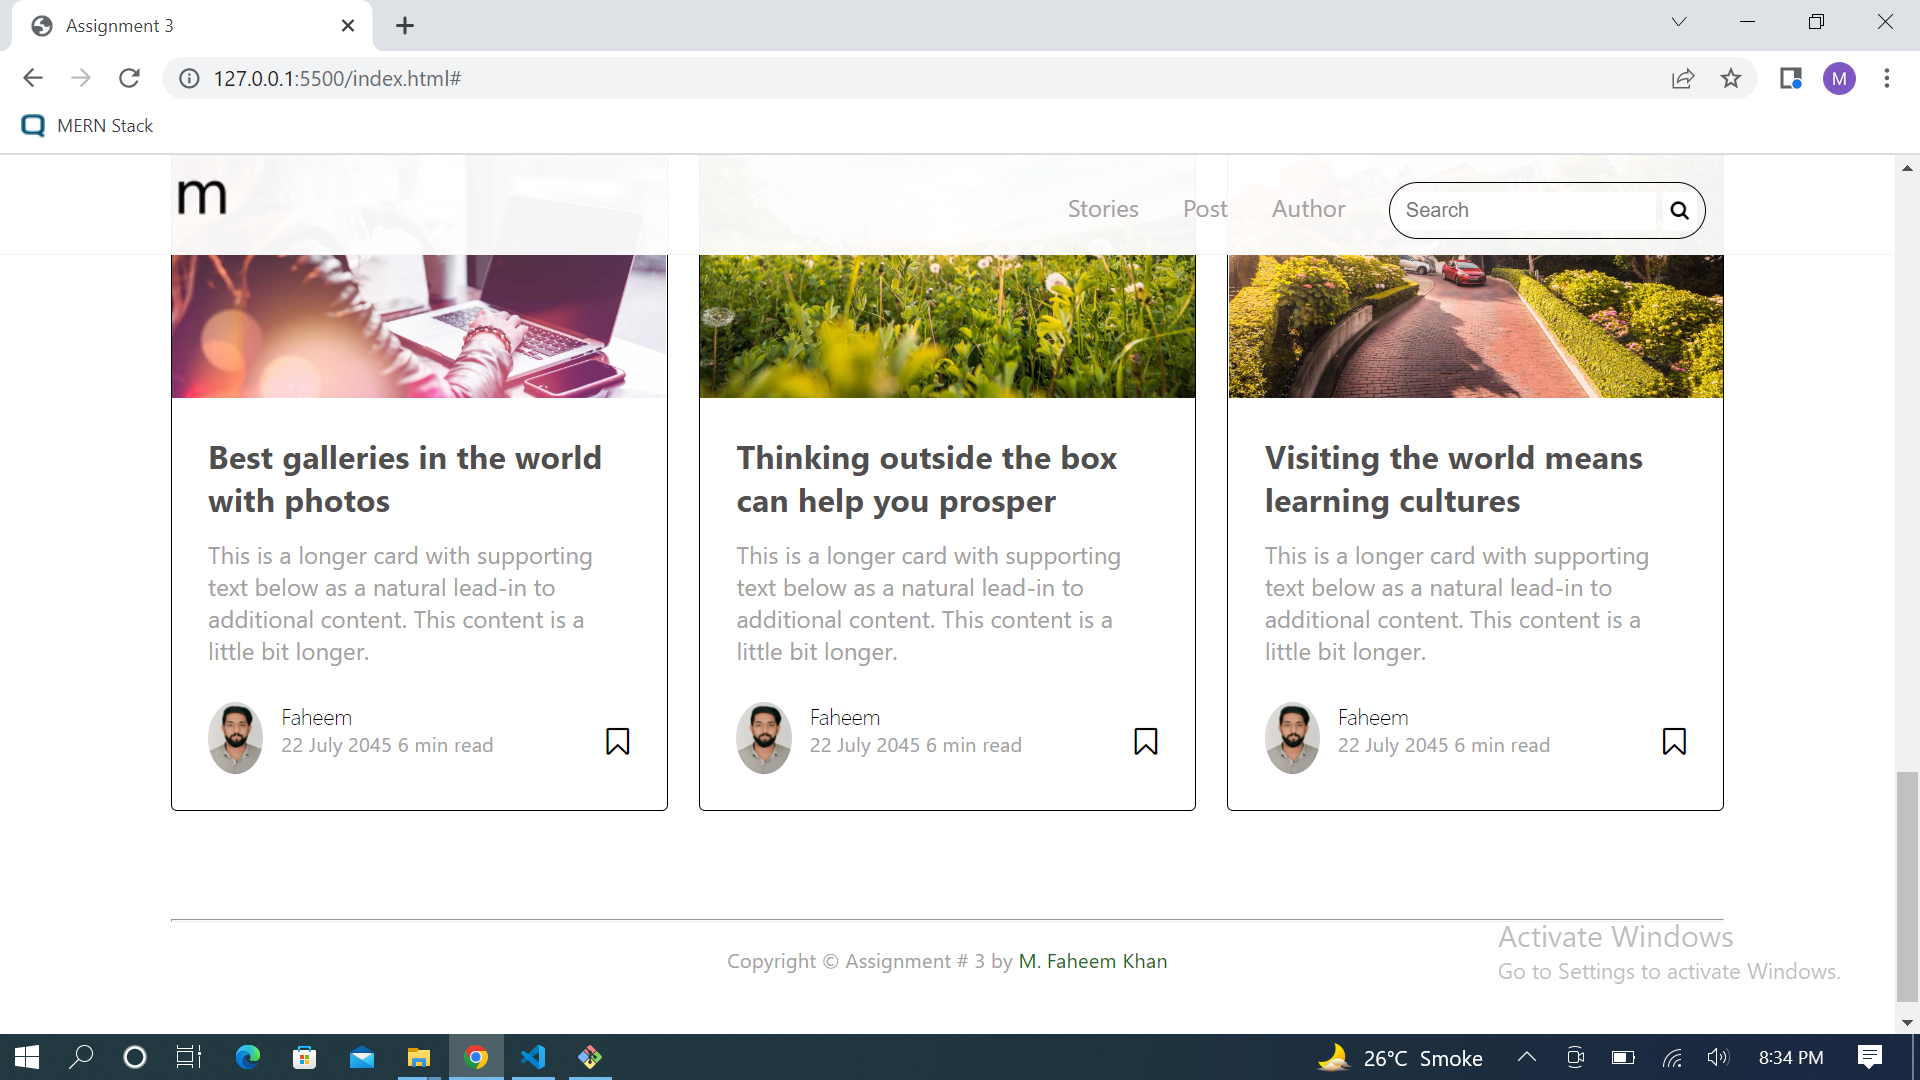 Assignment 3
127.0.0.1:5500/index.html#
M
MERN Stack
m
Stories Post Author Search
Best galleries in the world
with photos
This is a longer card with supporting
text below as a natural lead-in to
additional content. This content is a
little bit longer.
Faheem
22 July 2045 6 min read
Thinking outside the box
can help you prosper
This is a longer card with supporting
text below as a natural lead-in to
additional content. This content is a
little bit longer.
Faheem
22 July 2045 6 min read
Visiting the world means
learning cultures
This is a longer card with supporting
text below as a natural lead-in to
additional content. This content is a
little bit longer.
Faheem
22 July 2045 6 min read
Copyright © Assignment # 3 by M. Faheem Khan
Activate Windows
Go to Settings to activate Windows.
26°C Smoke
8:34 PM